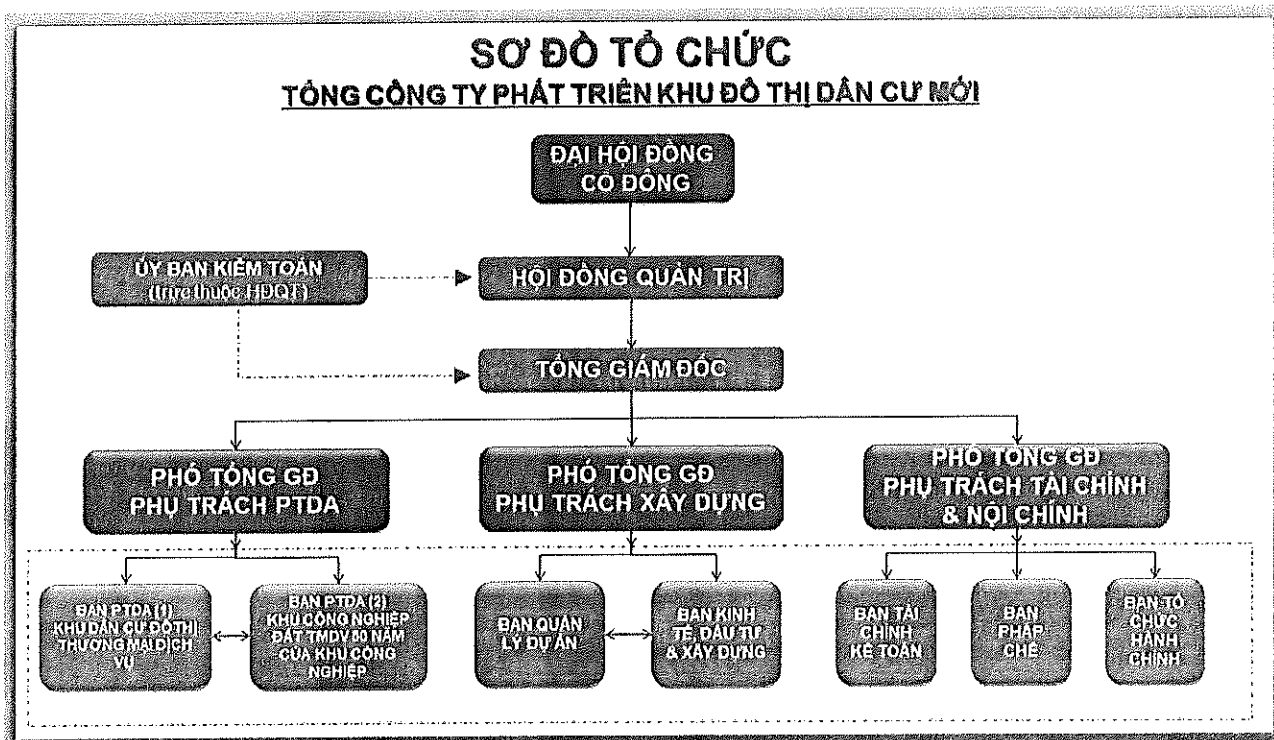 SƠ ĐỒ TỔ CHỨC
TỔNG CÔNG TY PHÁT TRIỂN KHU ĐÔ THỊ DÂN CƯ MỚI
ĐẠI HỘI ĐỒNG
CỔ ĐÔNG
ỦY BAN KIỂM TOÁN
(trực thuộc HĐQT)
HỘI ĐỒNG QUẢN TRỊ
TỔNG GIÁM ĐỐC
PHÓ TỔNG GĐ
PHỤ TRÁCH PTDA
PHÓ TỔNG GĐ
PHỤ TRÁCH XÂY DỰNG
PHÓ TỔNG GĐ
PHỤ TRÁCH TÀI CHÍNH
& NỘI CHÍNH
BAN PTDA (1)
KHU DÂN CƯ ĐÔ THỊ
THƯƠNG MẠI DỊCH
VỤ
BAN PTDA (2)
KHU CÔNG NGHIỆP
ĐẤT TMDV 50 NĂM
CỦA KHU CÔNG
NGHIỆP
BAN QUẢN
LÝ DỰ ÁN
BAN KINH
TẾ, ĐẦU TƯ
& XÂY DỰNG
BAN TÀI
CHÍNH
KẾ TOÁN
BAN
PHÁP
CHẾ
BAN TỔ
CHỨC
HÀNH
CHÍNH